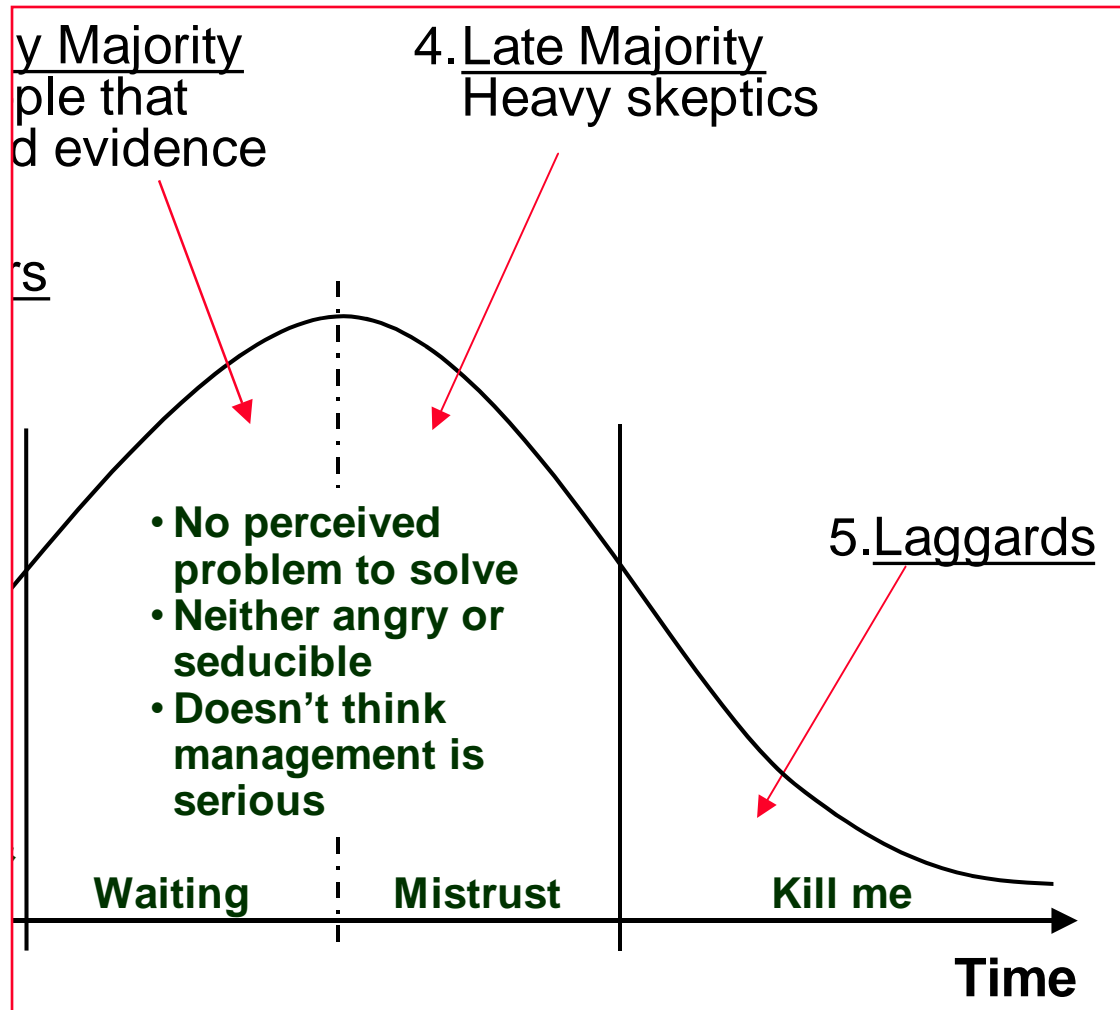 y Majority
ple that
d evidence
4. Late Majority
Heavy skeptics
rs
• No perceived
problem to solve
• Neither angry or
seducible
• Doesn’t think
management is
serious
5. Laggards
Waiting
Mistrust
Kill me
Time